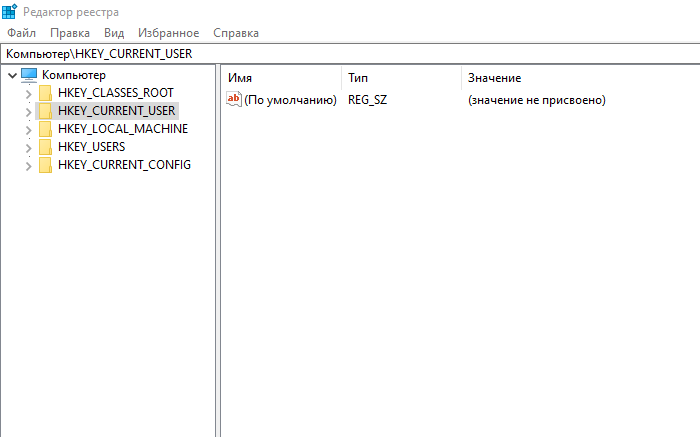 Редактор реестра
Файл Правка Вид Избранное Справка
Компьютер\HKEY_CURRENT_USER
Компьютер
HKEY_CLASSES_ROOT
HKEY_CURRENT_USER
HKEY_LOCAL_MACHINE
HKEY_USERS
HKEY_CURRENT_CONFIG
Имя Тип Значение
ab (По умолчанию) REG_SZ (значение не присвоено)